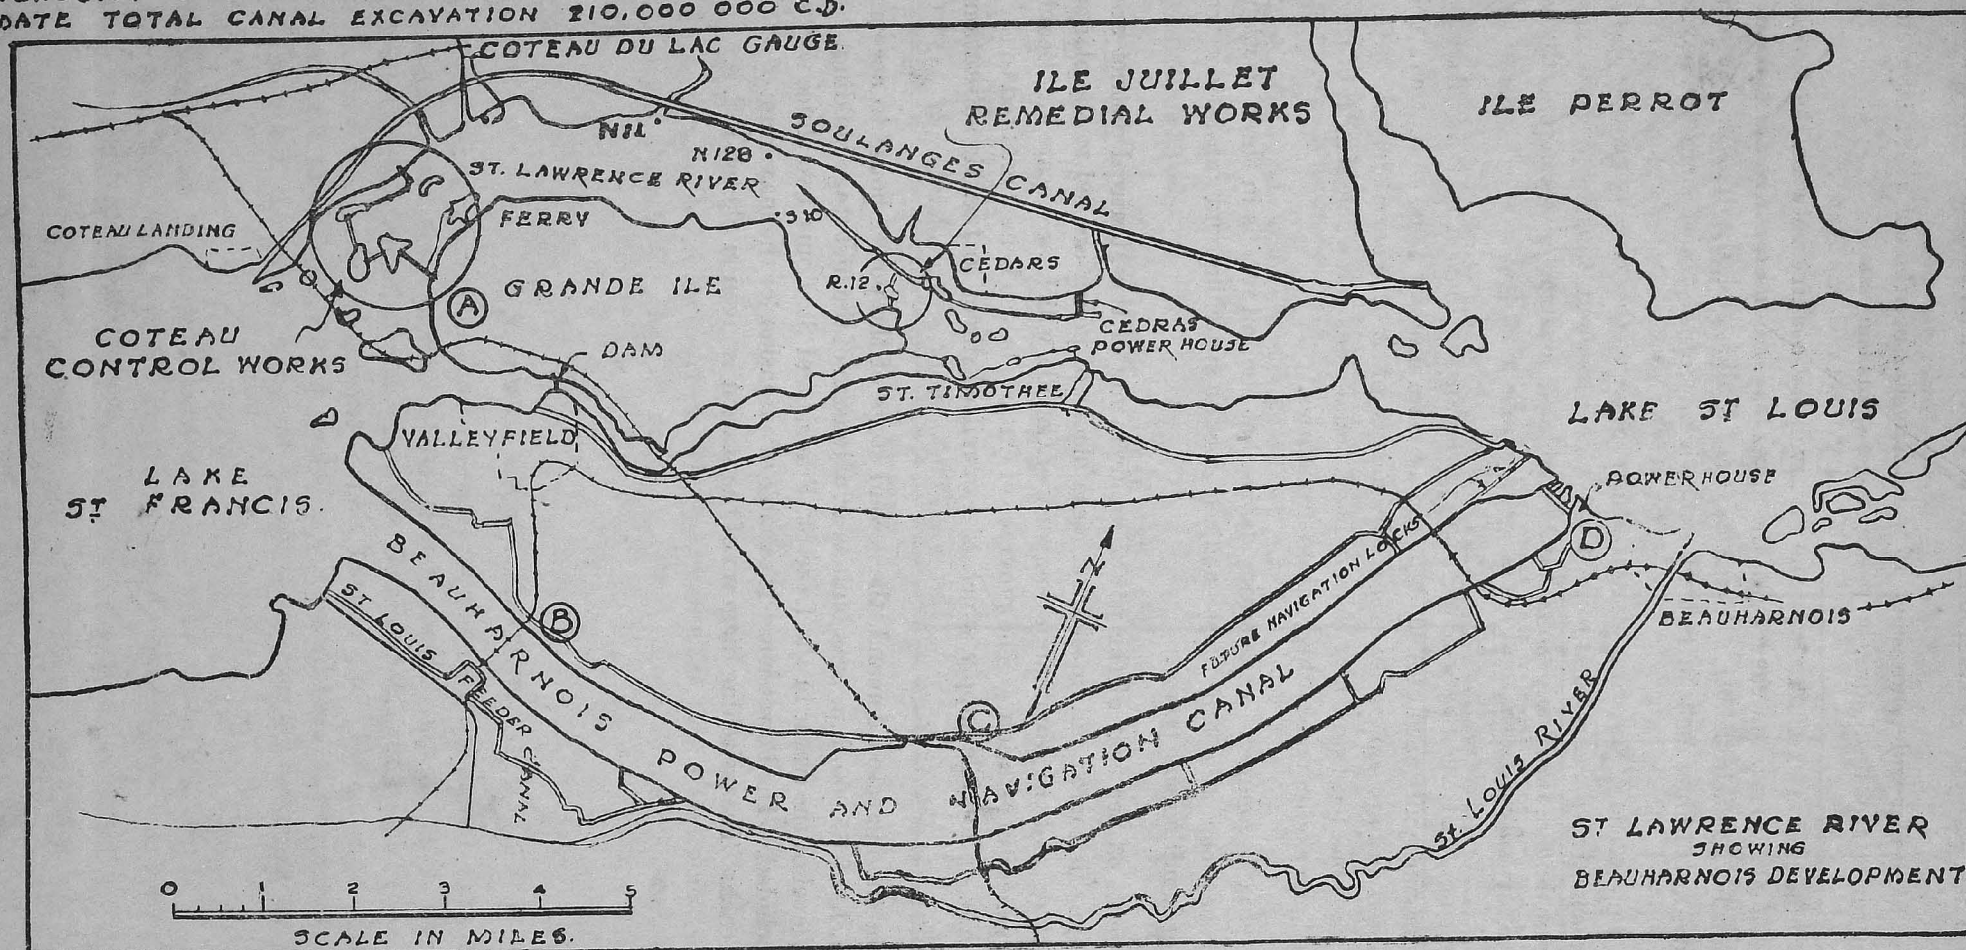 DATE TOTAL CANAL EXCAVATION 210,000 000 C.D.
COTEAU DU LAC GAUGE.
ILE JUILLET
REMEDIAL WORKS
ILE PERROT
N11.
N128
SOULANGES CANAL
ST. LAWRENCE RIVER
S10
FERRY
COTEAU LANDING
CEDARS
R.12.
GRANDE ILE
A
COTEAU
CONTROL WORKS
CEDRAS
POWER HOUSE
DAM
ST. TIMOTHEE
LAKE ST LOUIS
VALLEYFIELD
LAKE
ST FRANCIS.
POWERHOUSE
D
BEAUHARNOIS POWER AND NAVIGATION CANAL
N
FUTURE NAVIGATION LOCKS
ST LOUIS FEEDER CANAL
B
BEAUHARNOIS
C
St. LOUIS RIVER
ST LAWRENCE RIVER
SHOWING
BEAUHARNOIS DEVELOPMENT
0 1 2 3 4 5
SCALE IN MILES.